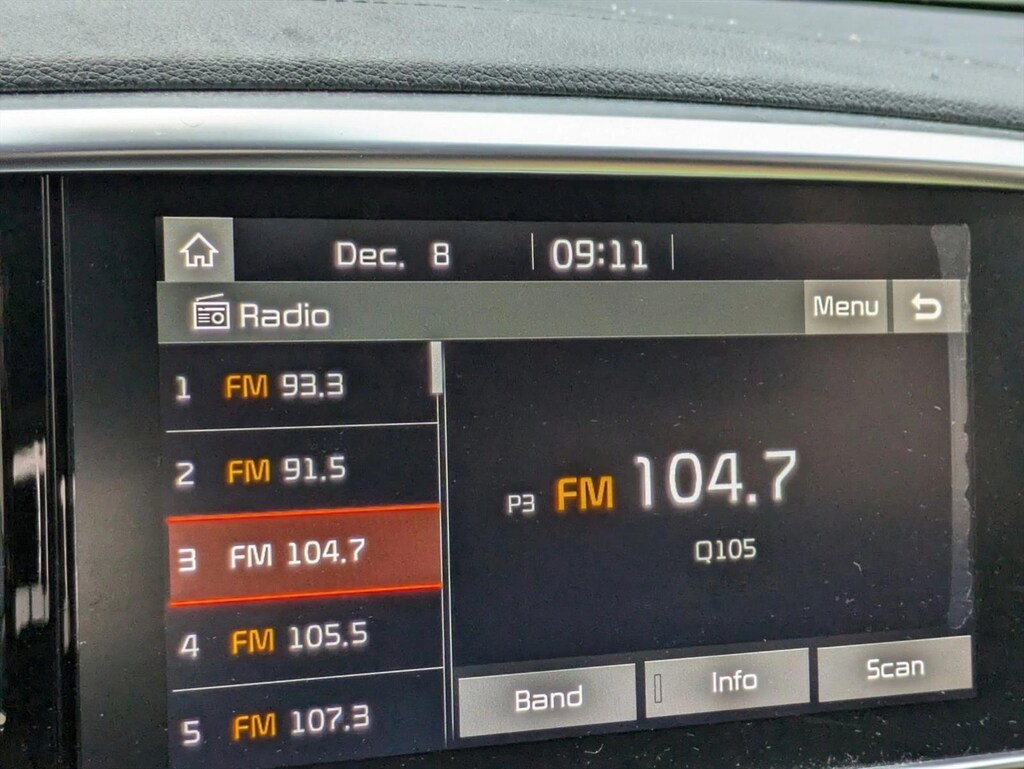 Dec. 8 09:11
Radio Menu
1 FM 93.3
2 FM 91.5
3 FM 104.7
4 FM 105.5
5 FM 107.3
P3 FM 104.7
Q105
Band Info Scan